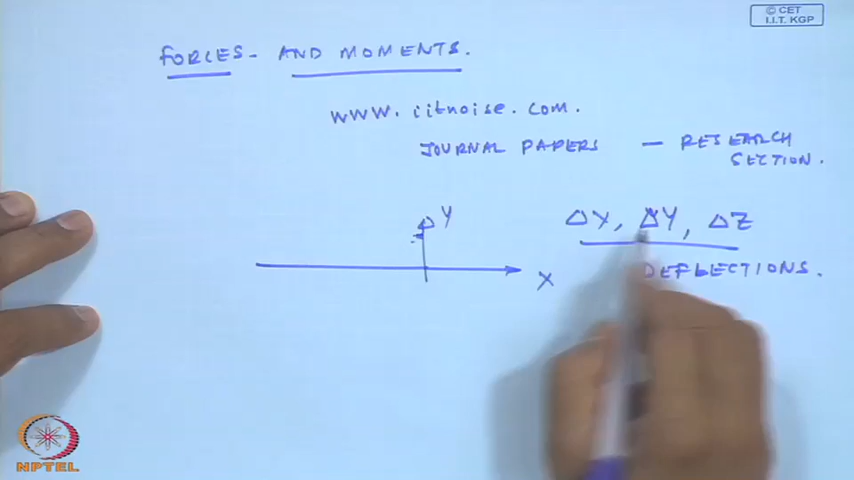 © CET
I.I.T. KGP
FORCES - AND MOMENTS.
www.iitnoise.com.
JOURNAL PAPERS — RESEARCH
SECTION.
Y
ΔX, ΔY, ΔZ
DEFLECTIONS.
X
NPTEL